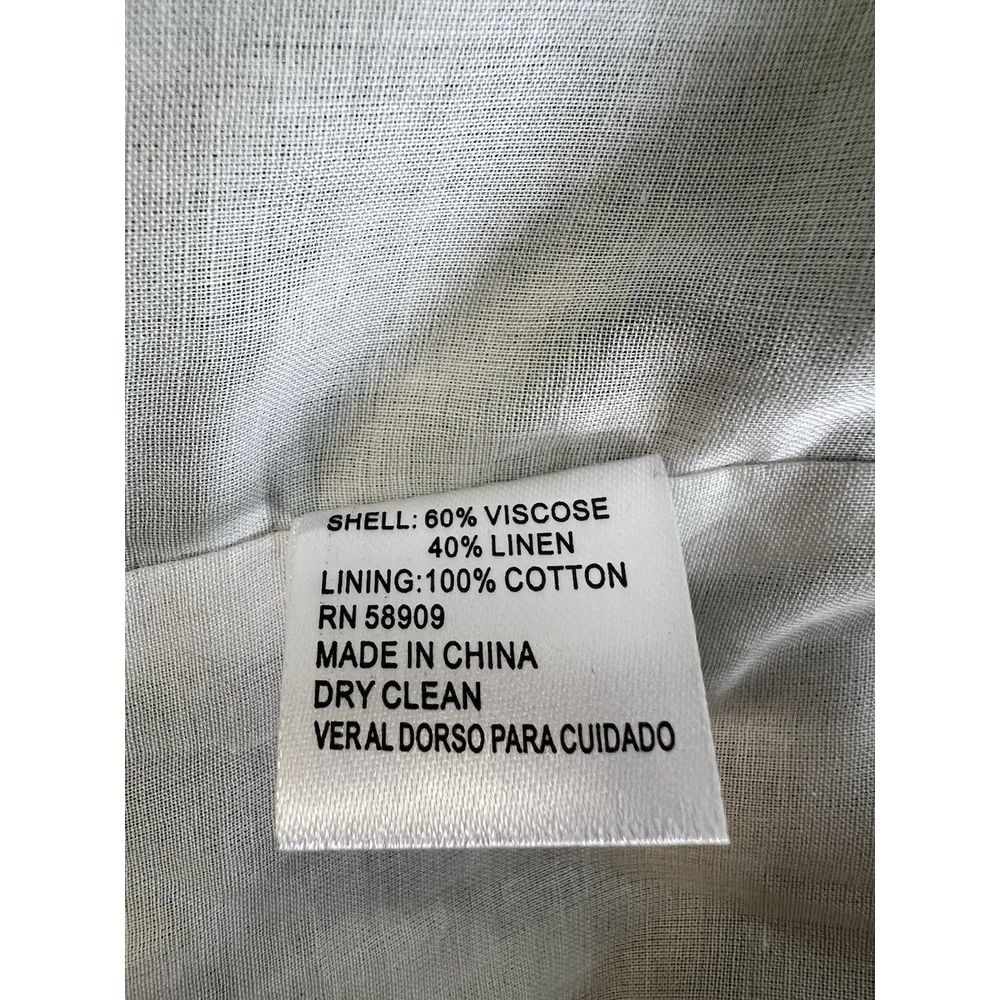 SHELL: 60% VISCOSE
40% LINEN
LINING:100% COTTON
RN 58909
MADE IN CHINA
DRY CLEAN
VER AL DORSO PARA CUIDADO